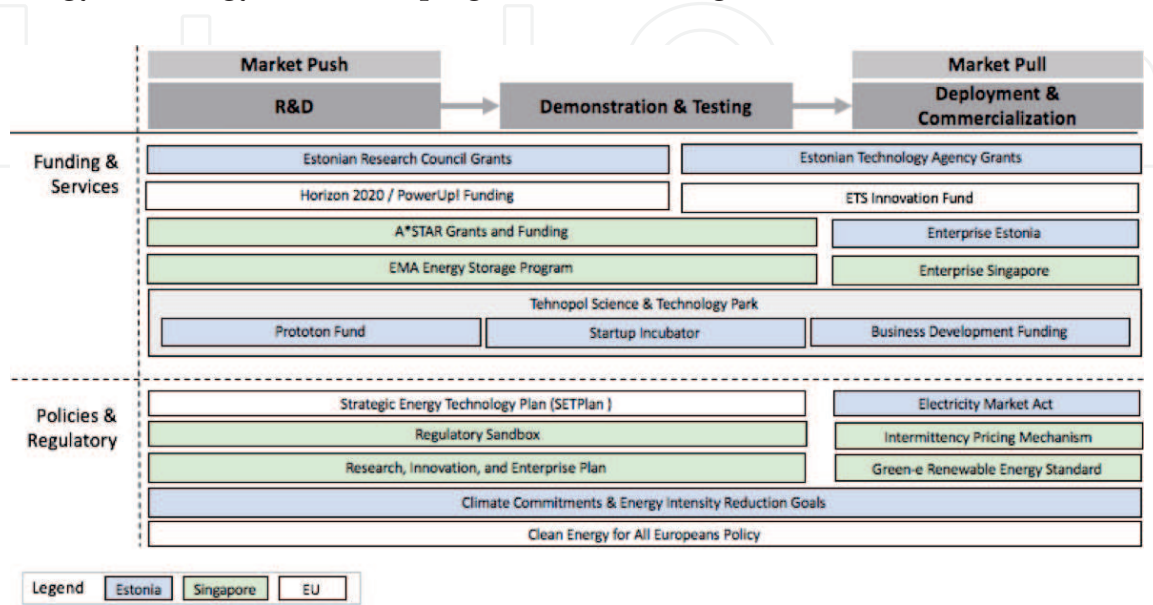 Market Push
Market Pull
R&D
Demonstration & Testing
Deployment &
Commercialization
Funding &
Services
Estonian Research Council Grants
Estonian Technology Agency Grants
Horizon 2020 / PowerUp! Funding
ETS Innovation Fund
A*STAR Grants and Funding
Enterprise Estonia
EMA Energy Storage Program
Enterprise Singapore
Tehnopol Science & Technology Park
Prototon Fund
Startup Incubator
Business Development Funding
Policies &
Regulatory
Strategic Energy Technology Plan (SETPlan )
Electricity Market Act
Regulatory Sandbox
Intermittency Pricing Mechanism
Research, Innovation, and Enterprise Plan
Green-e Renewable Energy Standard
Climate Commitments & Energy Intensity Reduction Goals
Clean Energy for All Europeans Policy
Legend
Estonia
Singapore
EU